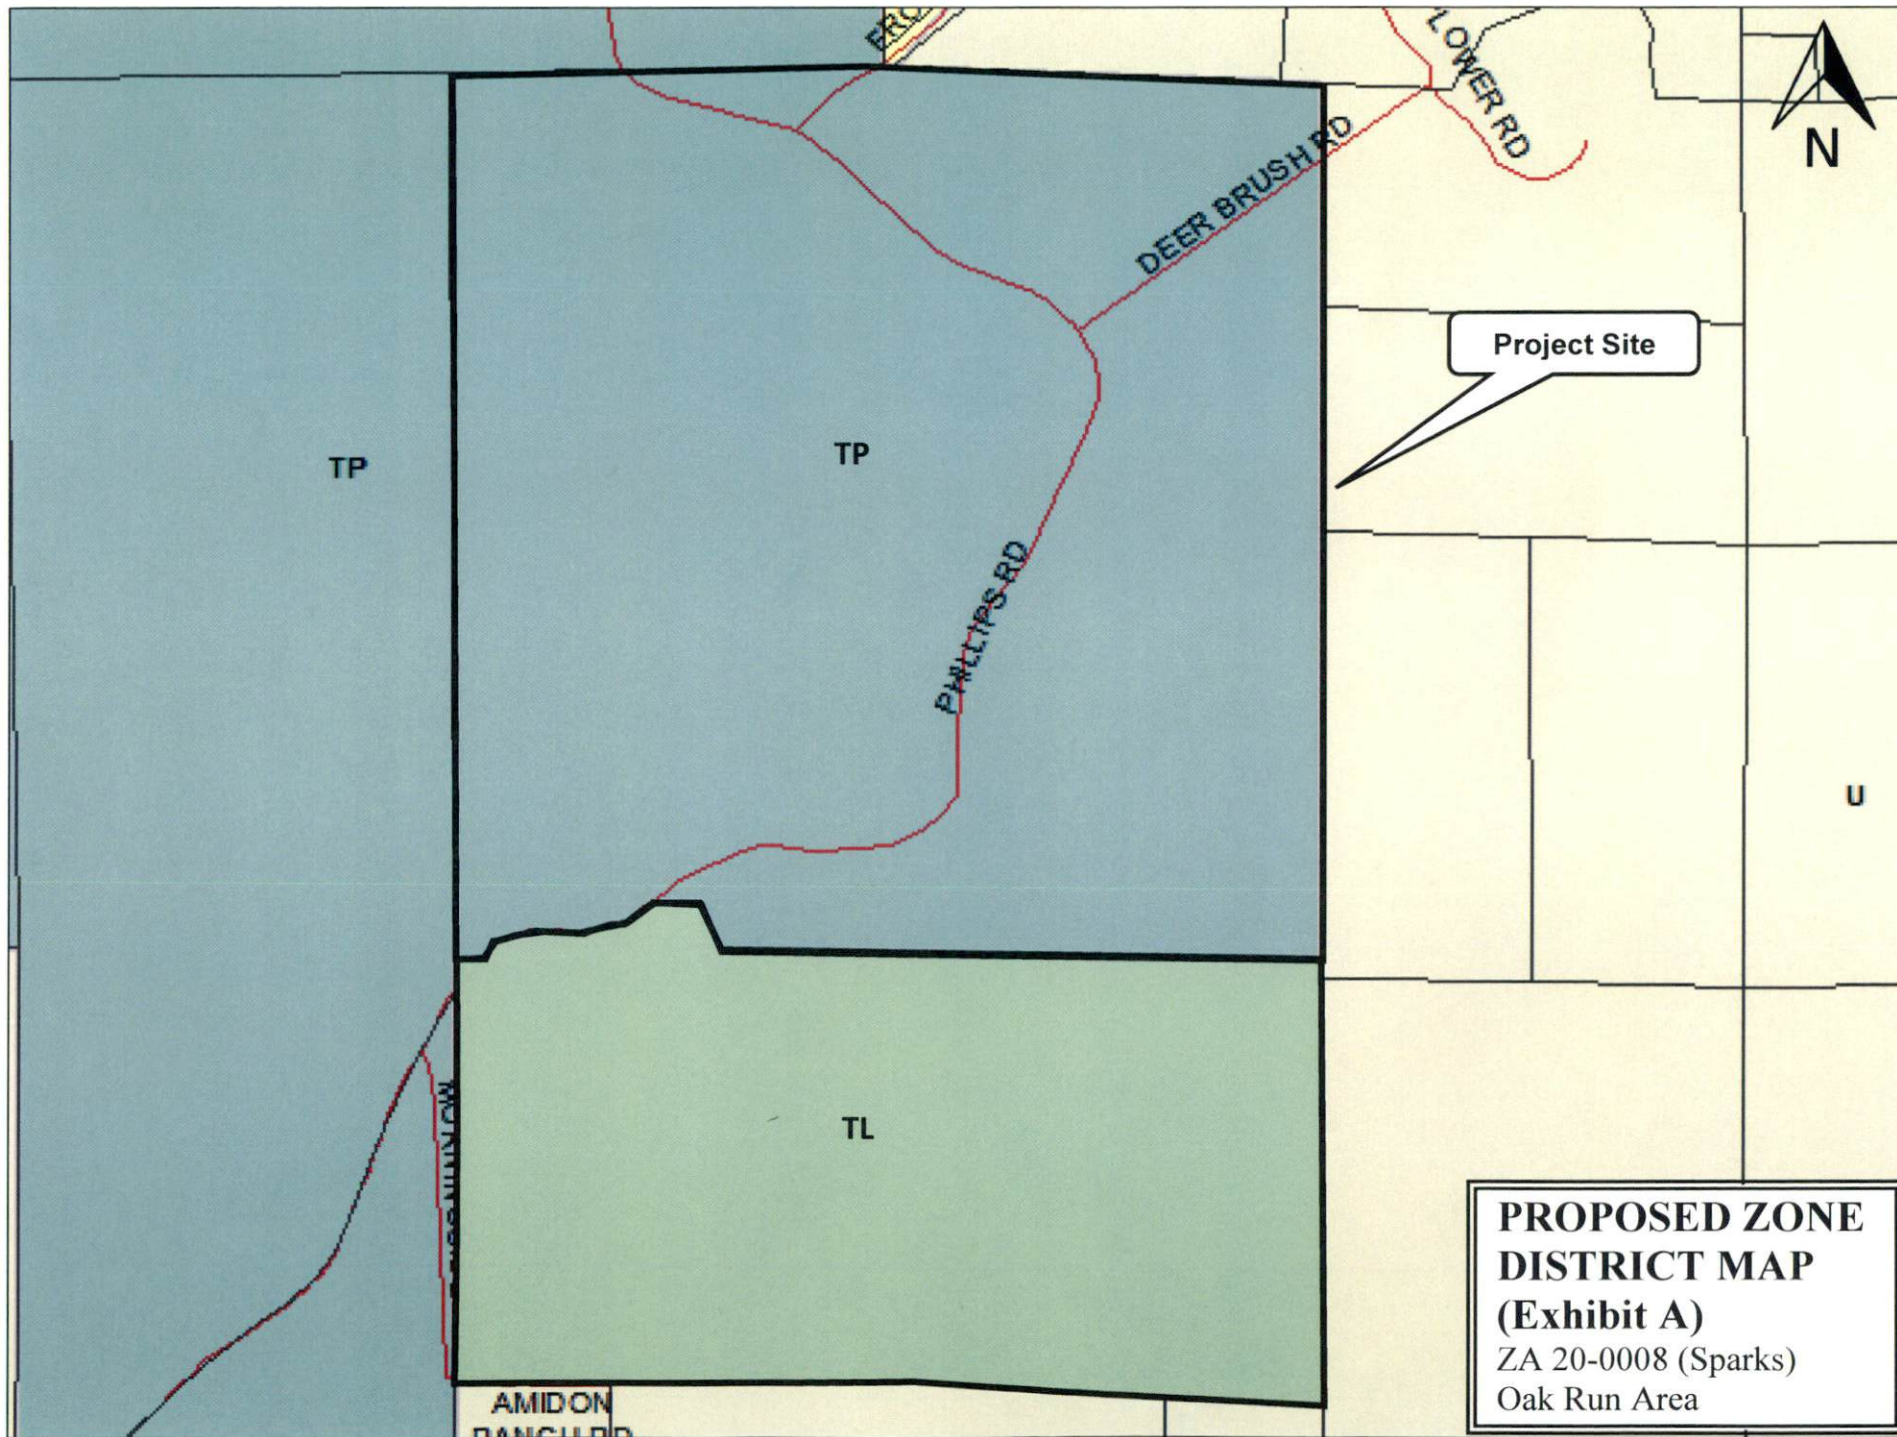 LOWER RD
N
DEER BRUSH RD
Project Site
TP
TP
PHILLIPS RD
U
TL
AMIDON
PROPOSED ZONE
DISTRICT MAP
(Exhibit A)
ZA 20-0008 (Sparks)
Oak Run Area